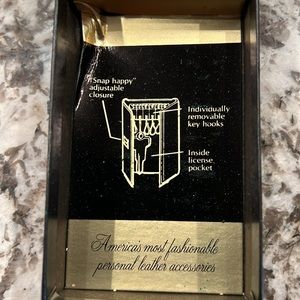 "Snap happy"
adjustable
closure
Individually
removable
key hooks
Inside
license
pocket
America's most fashionable
personal leather accessories